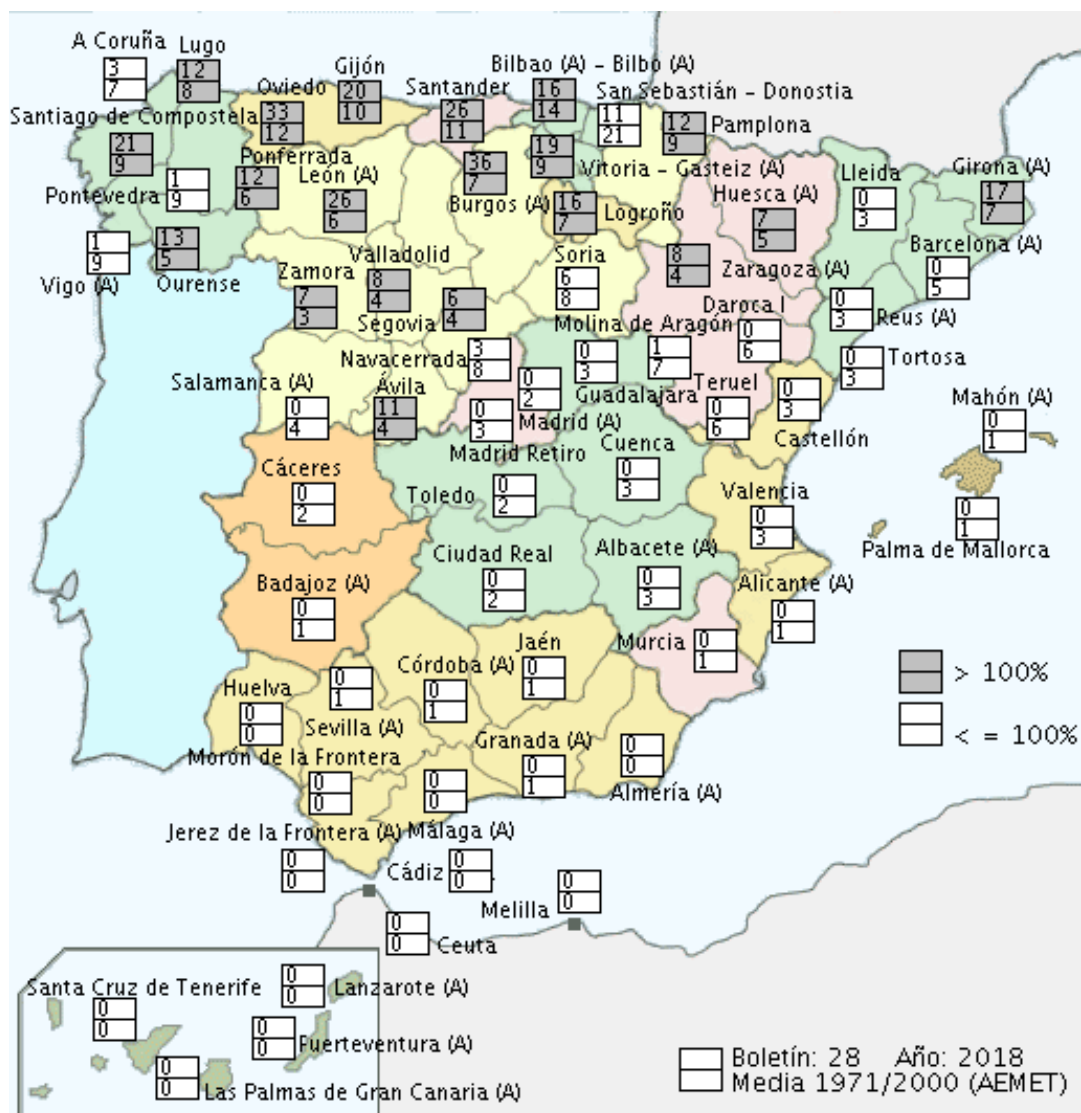 A Coruña
3
7
Lugo
12
8
Oviedo
33
12
Gijón
20
10
Santander
26
11
Bilbao (A) - Bilbo (A)
16
14
San Sebastián - Donostia
11
21
12
9
Pamplona
Santiago de Compostela
21
9
Ponferrada
12
6
León (A)
26
6
36
7
Burgos (A)
19
9
Vitoria - Gasteiz (A)
16
7
Logroño
Huesca (A)
7
5
Lleida
0
3
Girona (A)
17
7
Pontevedra
1
9
1
9
Vigo (A)
13
5
Ourense
Zamora
7
3
Valladolid
8
4
Segovia
6
4
Soria
6
8
8
4
Zaragoza (A)
Barcelona (A)
0
5
Daroca I
0
6
0
3
Reus (A)
0
3
Tortosa
Navacerrada
3
8
Molina de Aragón
1
7
0
3
Guadalajara
Salamanca (A)
0
4
Ávila
11
4
0
2
0
3
Madrid (A)
Madrid Retiro
Teruel
0
6
0
3
Castellón
Mahón (A)
0
1
Cáceres
0
2
Toledo
0
2
Cuenca
0
3
Valencia
0
3
0
1
Palma de Mallorca
Badajoz (A)
0
1
Ciudad Real
0
2
Albacete (A)
0
3
Alicante (A)
0
1
Murcia
0
1
Huelva
0
0
0
1
Sevilla (A)
Córdoba (A)
0
1
Jaén
0
1
Morón de la Frontera
0
0
Granada (A)
0
1
0
0
Almería (A)
0
0
Málaga (A)
Jerez de la Frontera (A)
0
0
Cádiz
0
0
Melilla
0
0
0
0
Ceuta
> 100%
< = 100%
Santa Cruz de Tenerife
0
0
0
0
Lanzarote (A)
0
0
Fuerteventura (A)
0
0
Las Palmas de Gran Canaria (A)
Boletín: 28 Año: 2018
Media 1971/2000 (AEMET)